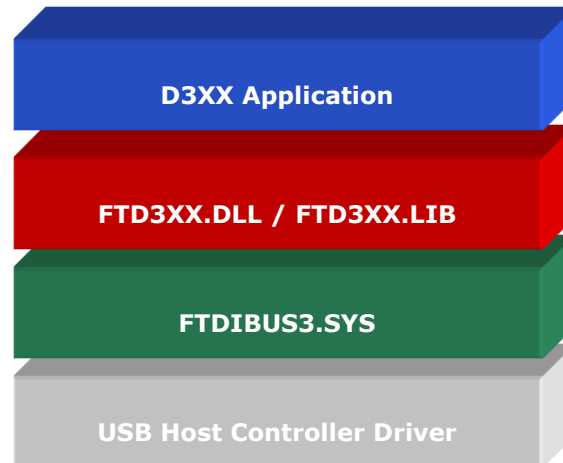 D3XX Application
FTD3XX.DLL / FTD3XX.LIB
FTDIBUS3.SYS
USB Host Controller Driver